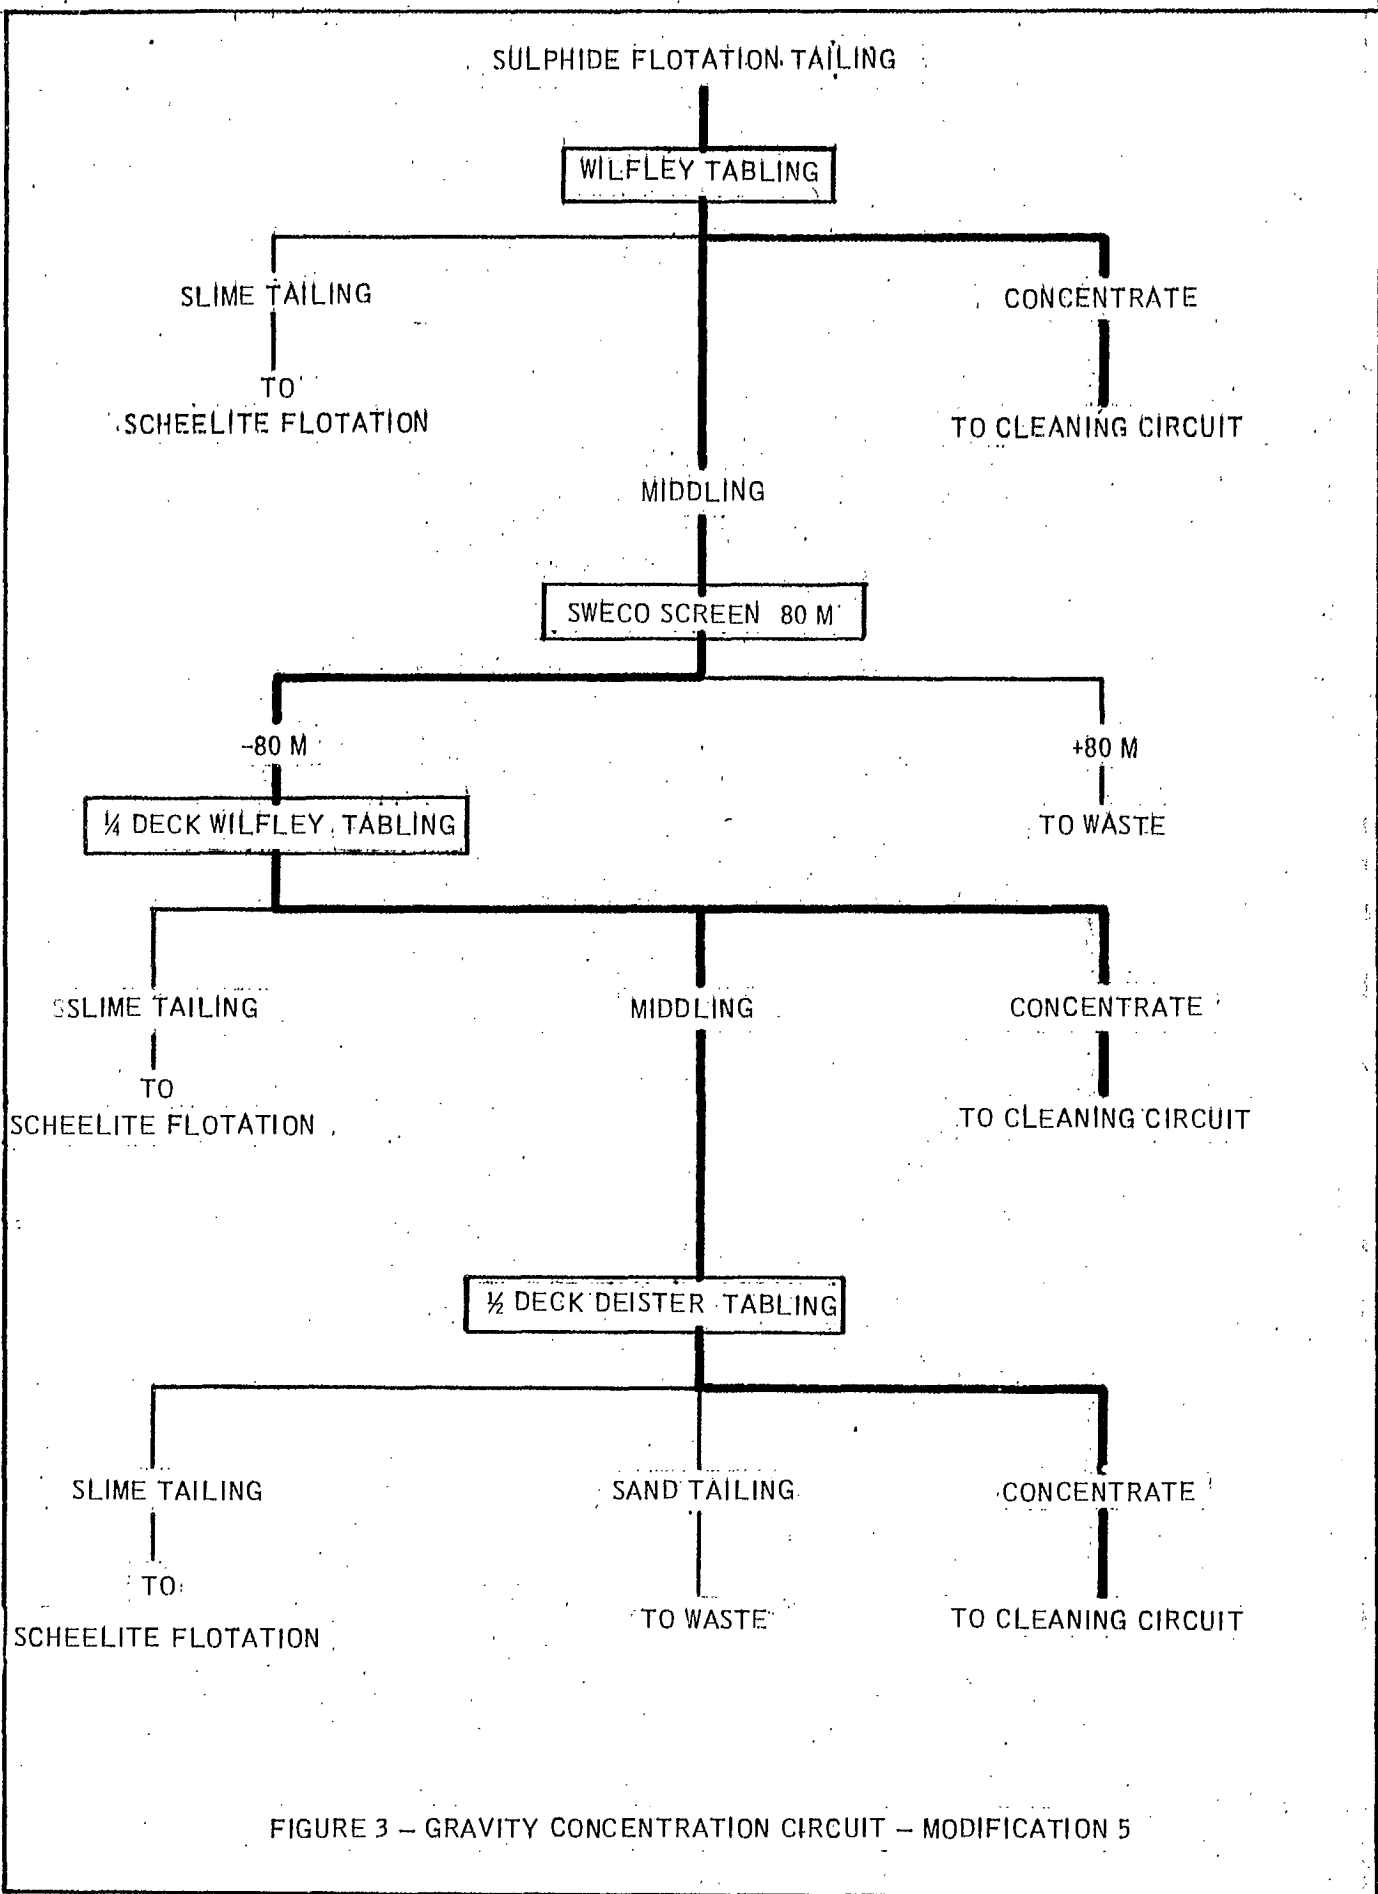 SULPHIDE FLOTATION TAILING
WILFLEY TABLING
SLIME TAILING
CONCENTRATE
TO
SCHEELITE FLOTATION
TO CLEANING CIRCUIT
MIDDLING
SWECO SCREEN 80 M
-80 M
+80 M
¼ DECK WILFLEY TABLING
TO WASTE
SLIME TAILING
MIDDLING
CONCENTRATE
TO
SCHEELITE FLOTATION
TO CLEANING CIRCUIT
½ DECK DEISTER TABLING
SLIME TAILING
SAND TAILING
CONCENTRATE
TO
SCHEELITE FLOTATION
TO WASTE
TO CLEANING CIRCUIT
FIGURE 3 – GRAVITY CONCENTRATION CIRCUIT – MODIFICATION 5